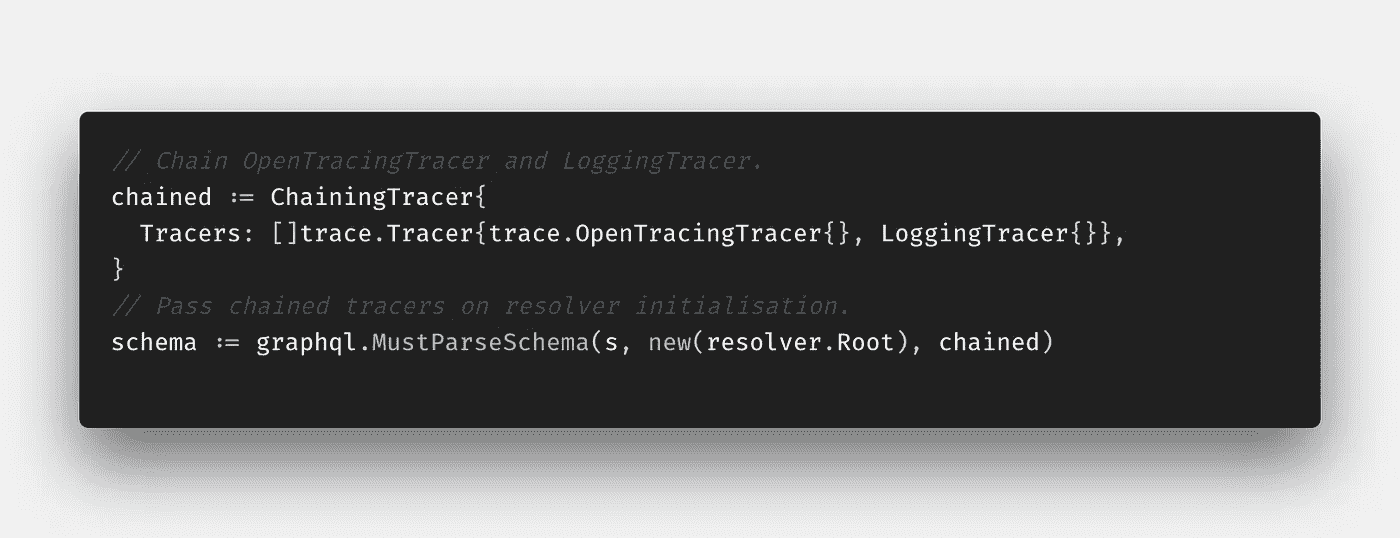 // Chain OpenTracingTracer and LoggingTracer.
chained := ChainingTracer{
  Tracers: []trace.Tracer{trace.OpenTracingTracer{}, LoggingTracer{}},
}
// Pass chained tracers on resolver initialisation.
schema := graphql.MustParseSchema(s, new(resolver.Root), chained)